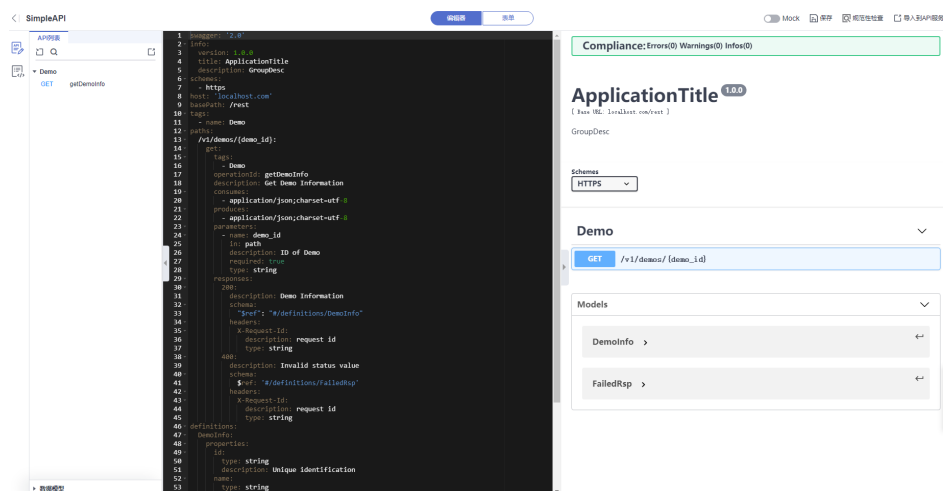 SimpleAPI
编辑器
表单
Mock
保存
规范性检查
导入到API服务
API列表
Demo
GET getDemoInfo
数据模型
1 swagger: '2.0'
2 info:
3 version: 1.0.0
4 title: ApplicationTitle
5 description: GroupDesc
6 schemes:
7 - https
8 host: 'localhost.com'
9 basePath: /rest
10 tags:
11 - name: Demo
12 paths:
13 /v1/demos/{demo_id}:
14 get:
15 tags:
16 - Demo
17 operationId: getDemoInfo
18 description: Get Demo Information
19 consumes:
20 - application/json;charset=utf-8
21 produces:
22 - application/json;charset=utf-8
23 parameters:
24 - name: demo_id
25 in: path
26 description: ID of Demo
27 required: true
28 type: string
29 responses:
30 200:
31 description: Demo Information
32 schema:
33 "$ref": "#/definitions/DemoInfo"
34 headers:
35 X-Request-Id:
36 description: request id
37 type: string
38 400:
39 description: Invalid status value
40 schema:
41 $ref: '#/definitions/FailedRsp'
42 headers:
43 X-Request-Id:
44 description: request id
45 type: string
46 definitions:
47 DemoInfo:
48 properties:
49 id:
50 type: string
51 description: Unique identification
52 name:
53 type: string
Compliance: Errors(0) Warnings(0) Infos(0)
ApplicationTitle 1.0.0
[ Base URL: localhost.com/rest ]
GroupDesc
Schemes
HTTPS
Demo
GET /v1/demos/{demo_id}
Models
DemoInfo
FailedRsp